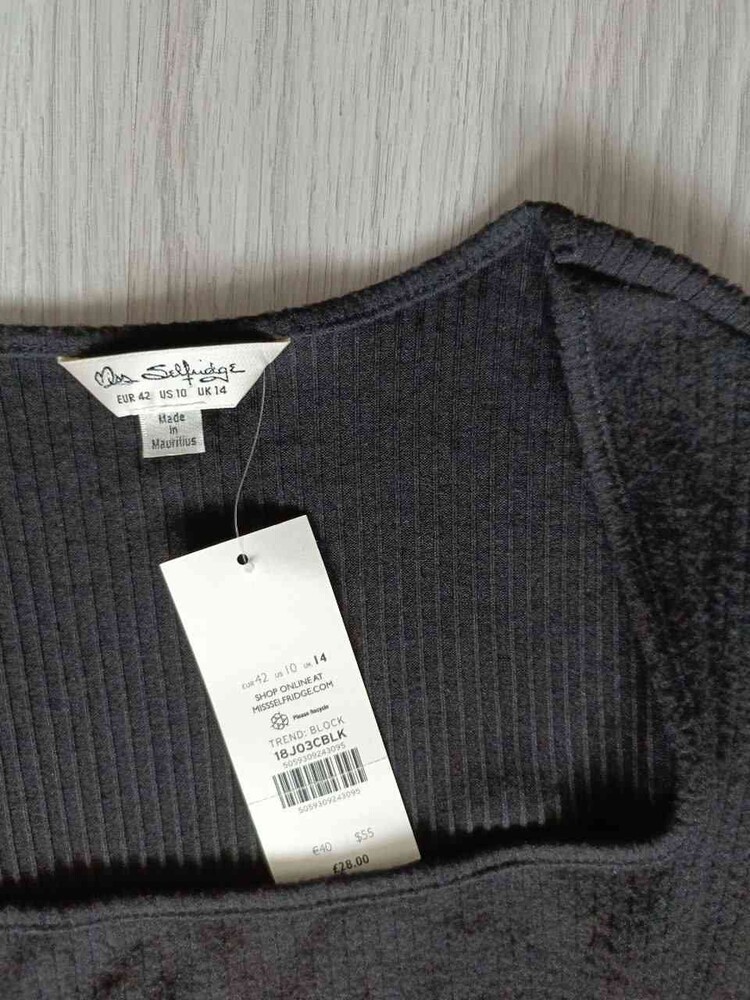 Miss Selfridge
EUR 42 US 10 UK 14
Made
in
Mauritius
EUR 42 US 10 UK 14
SHOP ONLINE AT
MISSSELFRIDGE.COM
Please Recycle
TREND: BLOCK
18J03CBLK
5059309243095
5059309243095
€40 $55
£28.00